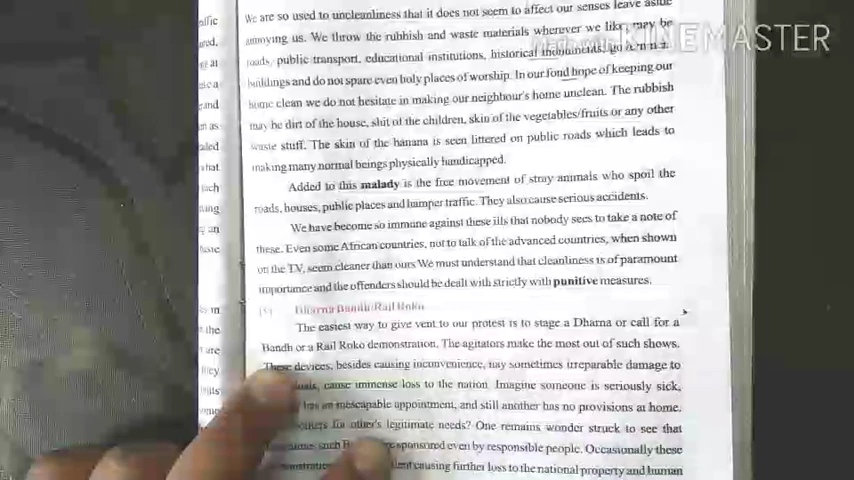 We are so used to uncleanliness that it does not seem to affect our senses leave aside
annoying us. We throw the rubbish and waste materials wherever we like may be
roads, public transport, educational institutions, historical monuments,
buildings and do not spare even holy places of worship. In our fond hope of keeping our
home clean we do not hesitate in making our neighbour's home unclean. The rubbish
may be dirt of the house, shit of the children, skin of the vegetables/fruits or any other
waste stuff. The skin of the banana is seen littered on public roads which leads to
making many normal beings physically handicapped.
Added to this malady is the free movement of stray animals who spoil the
roads, houses, public places and hamper traffic. They also cause serious accidents.
We have become so immune against these ills that nobody sees to take a note of
these. Even some African countries, not to talk of the advanced countries, when shown
on the TV, seem cleaner than ours We must understand that cleanliness is of paramount
importance and the offenders should be dealt with strictly with punitive measures.
Dharna Bandh/Rail Roko
The easiest way to give vent to our protest is to stage a Dharna or call for a
Bandh or a Rail Roko demonstration. The agitators make the most out of such shows.
These devices, besides causing inconvenience, nay sometimes irreparable damage to
cause immense loss to the nation. Imagine someone is seriously sick,
has an inescapable appointment, and still another has no provisions at home.
for other's legitimate needs? One remains wonder struck to see that
such sponsored even by responsible people. Occasionally these
causing further loss to the national property and human
KINEMASTER